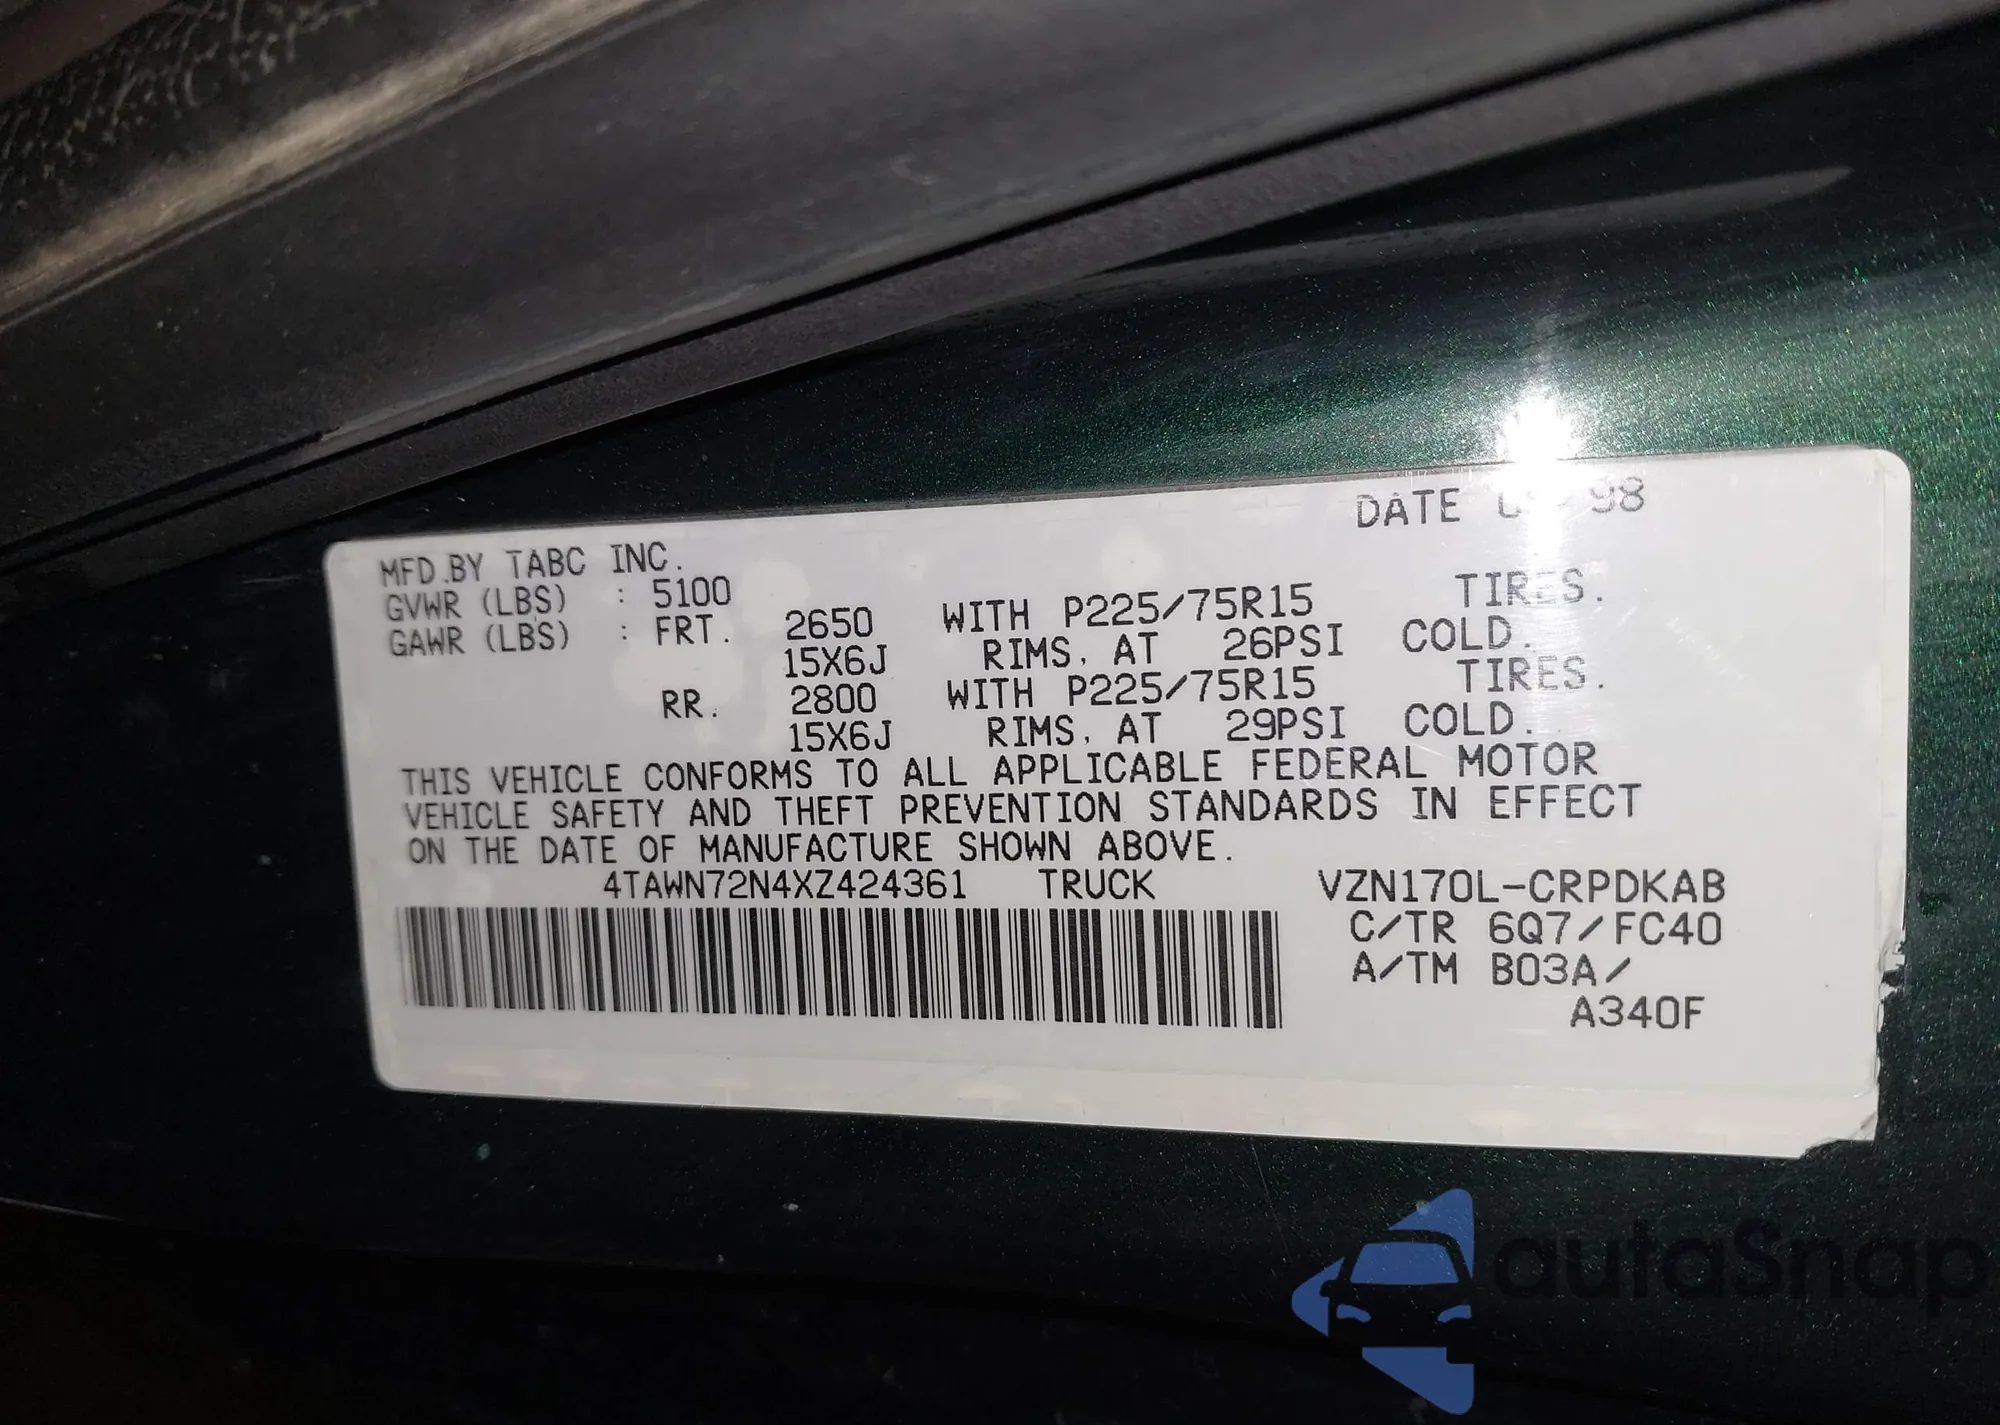 DATE 98
MFD.BY TABC INC.
GVWR (LBS) : 5100
GAWR (LBS) : FRT. 2650 WITH P225/75R15 TIRES.
15X6J RIMS, AT 26PSI COLD.
RR. 2800 WITH P225/75R15 TIRES.
15X6J RIMS, AT 29PSI COLD.
THIS VEHICLE CONFORMS TO ALL APPLICABLE FEDERAL MOTOR
VEHICLE SAFETY AND THEFT PREVENTION STANDARDS IN EFFECT
ON THE DATE OF MANUFACTURE SHOWN ABOVE.
4TAWN72N4XZ424361 TRUCK VZN170L-CRPDKAB
C/TR 6Q7/FC40
A/TM B03A/
A340F
autoSnap